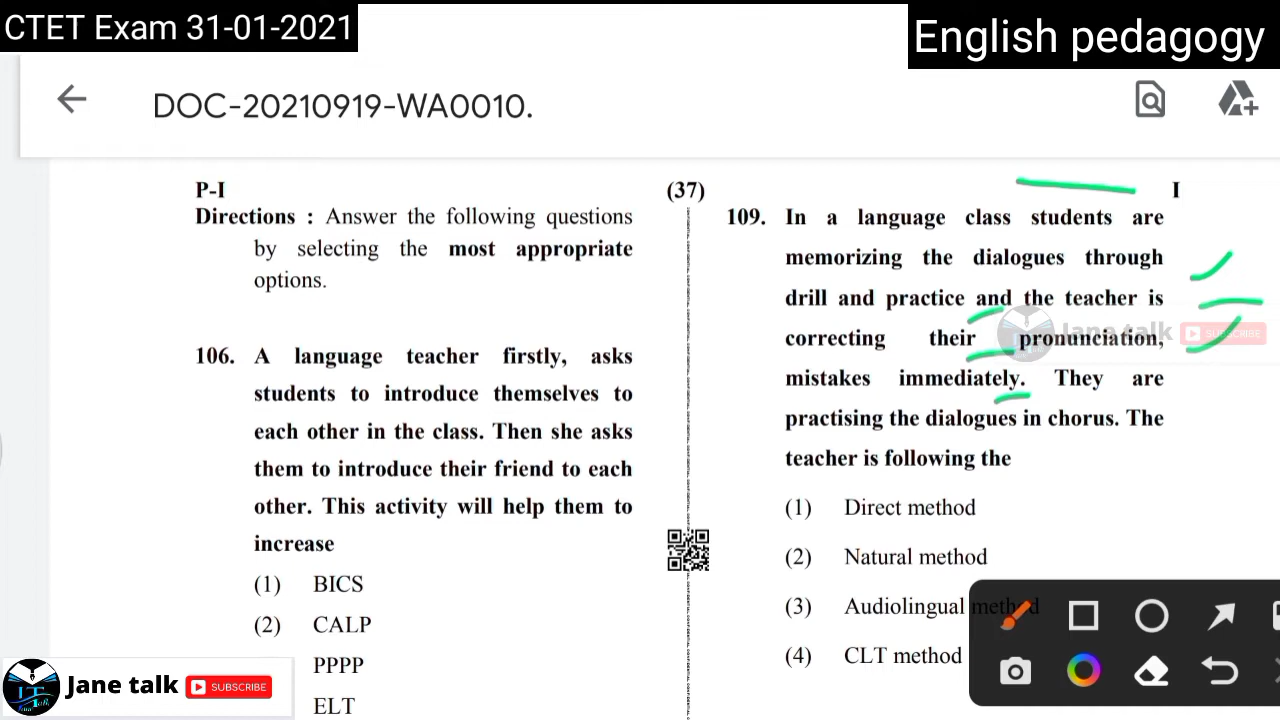 CTET Exam 31-01-2021
English pedagogy
DOC-20210919-WA0010.
P-I
(37)
I
Directions : Answer the following questions
by selecting the most appropriate
options.
106. A language teacher firstly, asks
students to introduce themselves to
each other in the class. Then she asks
them to introduce their friend to each
other. This activity will help them to
increase
(1) BICS
(2) CALP
PPPP
ELT
109. In a language class students are
memorizing the dialogues through
drill and practice and the teacher is
correcting their pronunciation,
mistakes immediately. They are
practising the dialogues in chorus. The
teacher is following the
(1) Direct method
(2) Natural method
(3) Audiolingual method
(4) CLT method
Jane talk SUBSCRIBE
Jane talk SUBSCRIBE